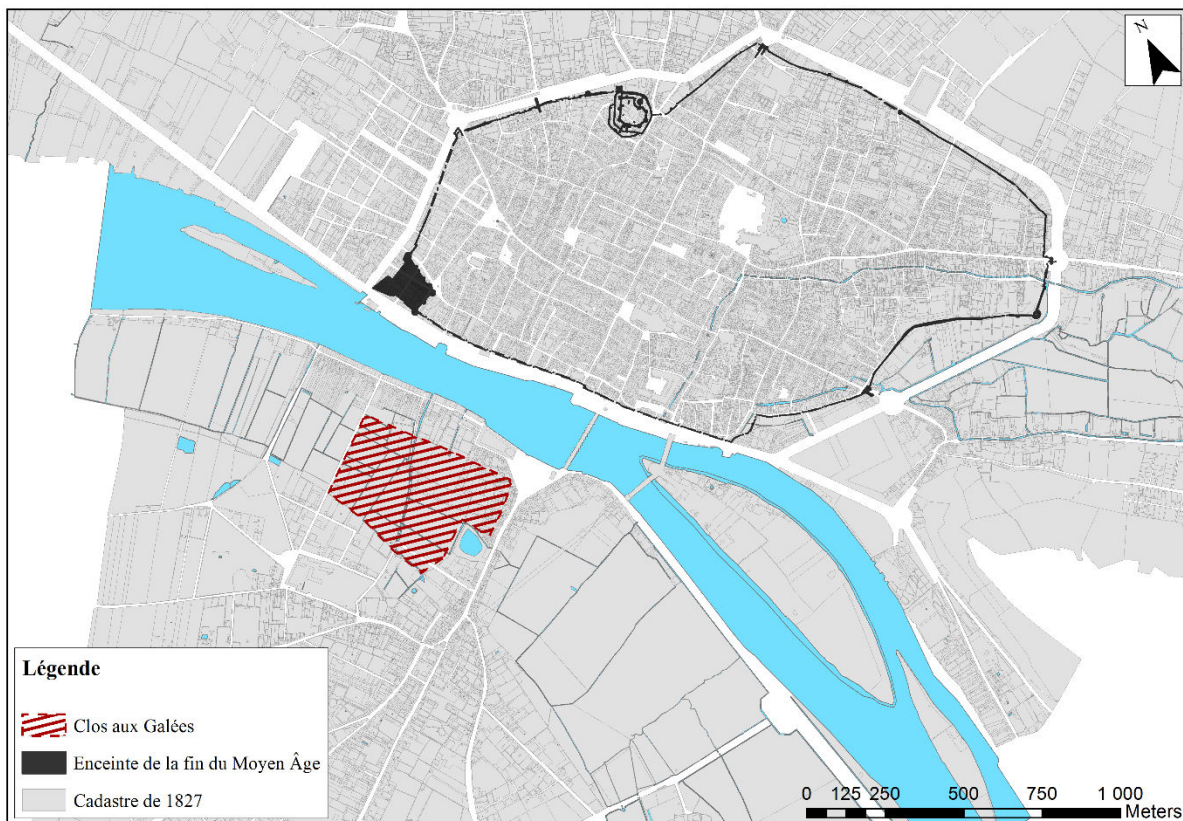 N
Légende
Clos aux Galées
Enceinte de la fin du Moyen Âge
Cadastre de 1827
0 125 250 500 750 1 000
Meters